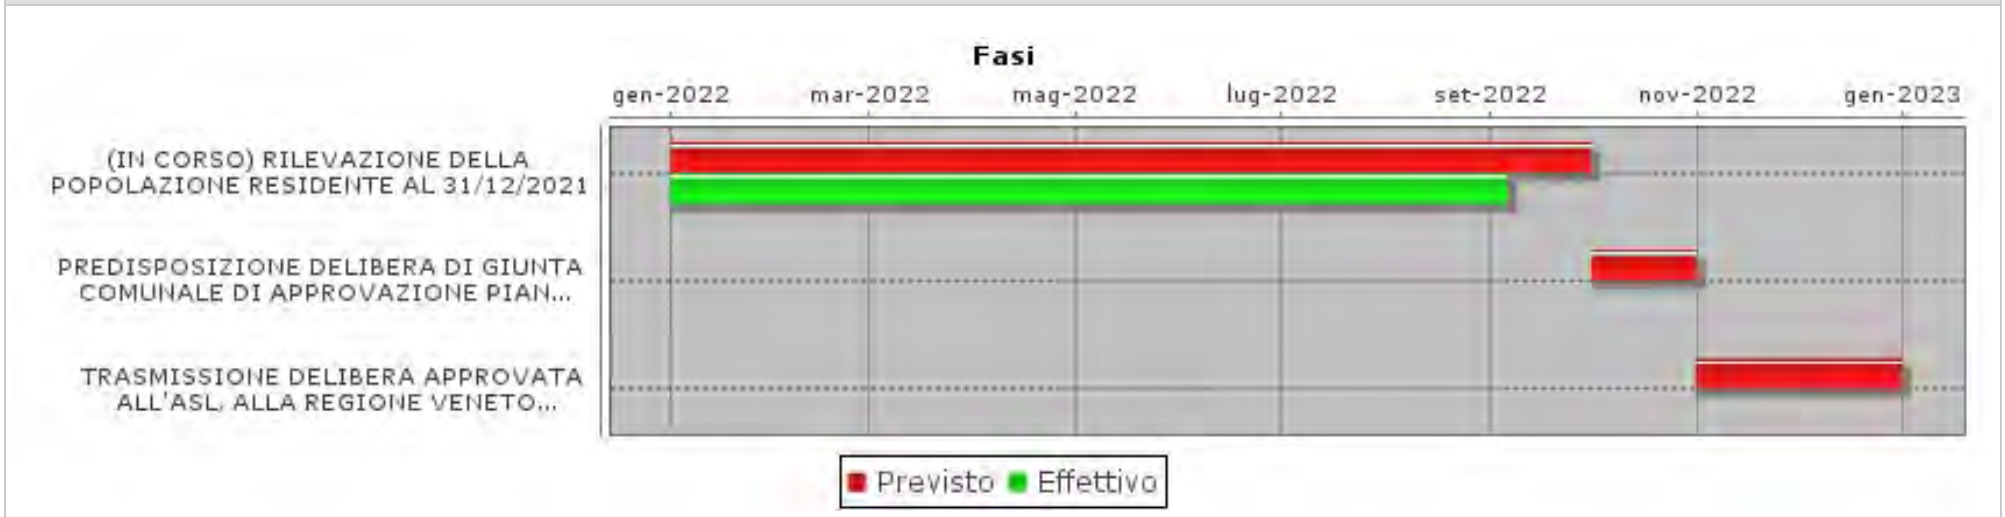 Fasi
gen-2022 mar-2022 mag-2022 lug-2022 set-2022 nov-2022 gen-2023
(IN CORSO) RILEVAZIONE DELLA
POPOLAZIONE RESIDENTE AL 31/12/2021
PREDISPOSIZIONE DELIBERA DI GIUNTA
COMUNALE DI APPROVAZIONE PIAN...
TRASMISSIONE DELIBERA APPROVATA
ALL'ASL, ALLA REGIONE VENETO...
Previsto Effettivo